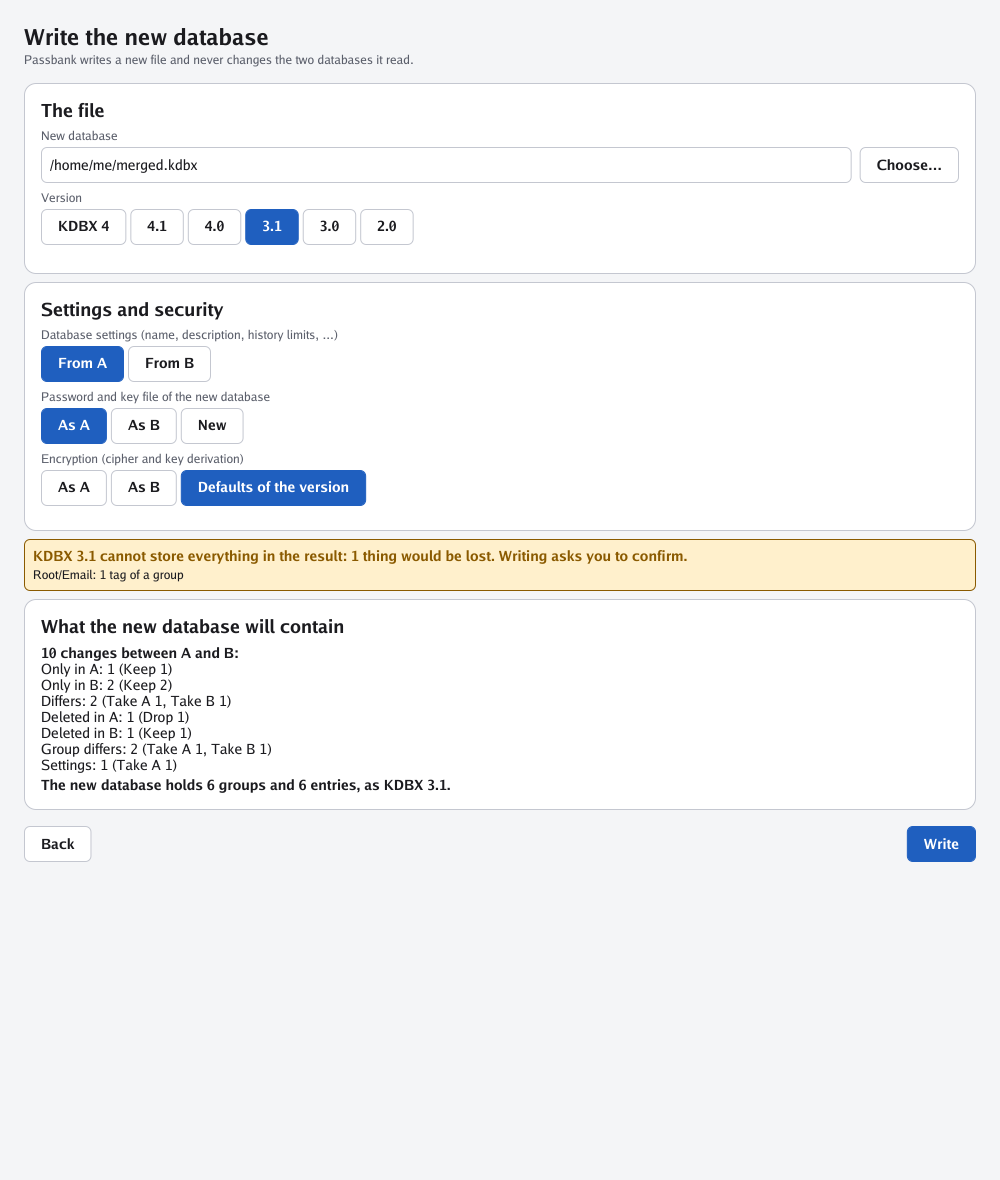 Write the new database
Passbank writes a new file and never changes the two databases it read.
The file
New database
/home/me/merged.kdbx
Choose...
Version
KDBX 4
4.1
4.0
3.1
3.0
2.0
Settings and security
Database settings (name, description, history limits, ...)
From A
From B
Password and key file of the new database
As A
As B
New
Encryption (cipher and key derivation)
As A
As B
Defaults of the version
KDBX 3.1 cannot store everything in the result: 1 thing would be lost. Writing asks you to confirm.
Root/Email: 1 tag of a group
What the new database will contain
10 changes between A and B:
Only in A: 1 (Keep 1)
Only in B: 2 (Keep 2)
Differs: 2 (Take A 1, Take B 1)
Deleted in A: 1 (Drop 1)
Deleted in B: 1 (Keep 1)
Group differs: 2 (Take A 1, Take B 1)
Settings: 1 (Take A 1)
The new database holds 6 groups and 6 entries, as KDBX 3.1.
Back
Write